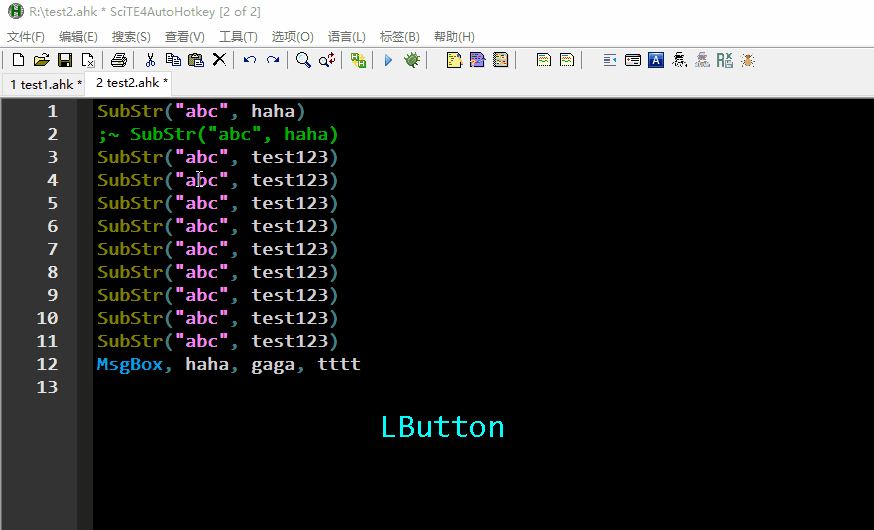 R:\test2.ahk * SciTE4AutoHotkey [2 of 2]
文件(F) 编辑(E) 搜索(S) 查看(V) 工具(T) 选项(O) 语言(L) 标签(B) 帮助(H)
1 test1.ahk * 2 test2.ahk *
1 SubStr("abc", haha)
2 ;~ SubStr("abc", haha)
3 SubStr("abc", test123)
4 SubStr("abc", test123)
5 SubStr("abc", test123)
6 SubStr("abc", test123)
7 SubStr("abc", test123)
8 SubStr("abc", test123)
9 SubStr("abc", test123)
10 SubStr("abc", test123)
11 SubStr("abc", test123)
12 MsgBox, haha, gaga, tttt
13
LButton